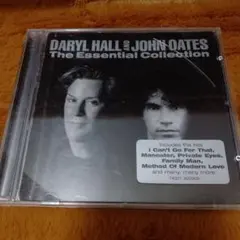 DARYL HALL AND JOHN OATES
The Essential Collection
Includes the hits
I Can't Go For That,
Maneater, Private Eyes,
Family Man,
Method Of Modern Love
and many many more